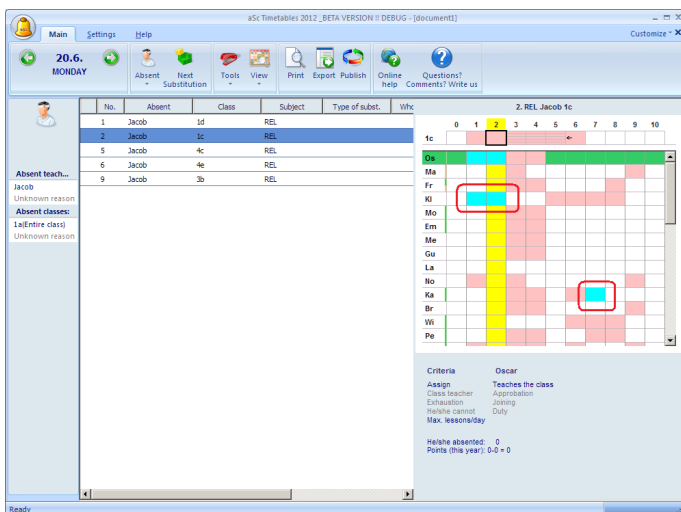 aSc Timetables 2012 _BETA VERSION !! DEBUG - [document1]
Main Settings Help Customize
20.6.
MONDAY
Absent
Next Substitution
Tools
View
Print
Export
Publish
Online help
Questions? Comments? Write us
No. Absent Class Subject Type of subst. Who
1 Jacob 1d REL
2 Jacob 1c REL
5 Jacob 4c REL
6 Jacob 4e REL
9 Jacob 3b REL
Absent teach...
Jacob
Unknown reason
Absent classes:
1a(Entire class)
Unknown reason
2. REL Jacob 1c
0 1 2 3 4 5 6 7 8 9 10
1c
Os
Ma
Fr
Kl
Mo
Em
Me
Gu
La
No
Ka
Br
Wi
Pe
Criteria Oscar
Assign Teaches the class
Class teacher Approbation
Exhaustion Joining
He/she cannot Duty
Max. lessons/day
He/she absented: 0
Points (this year): 0-0 = 0
Ready